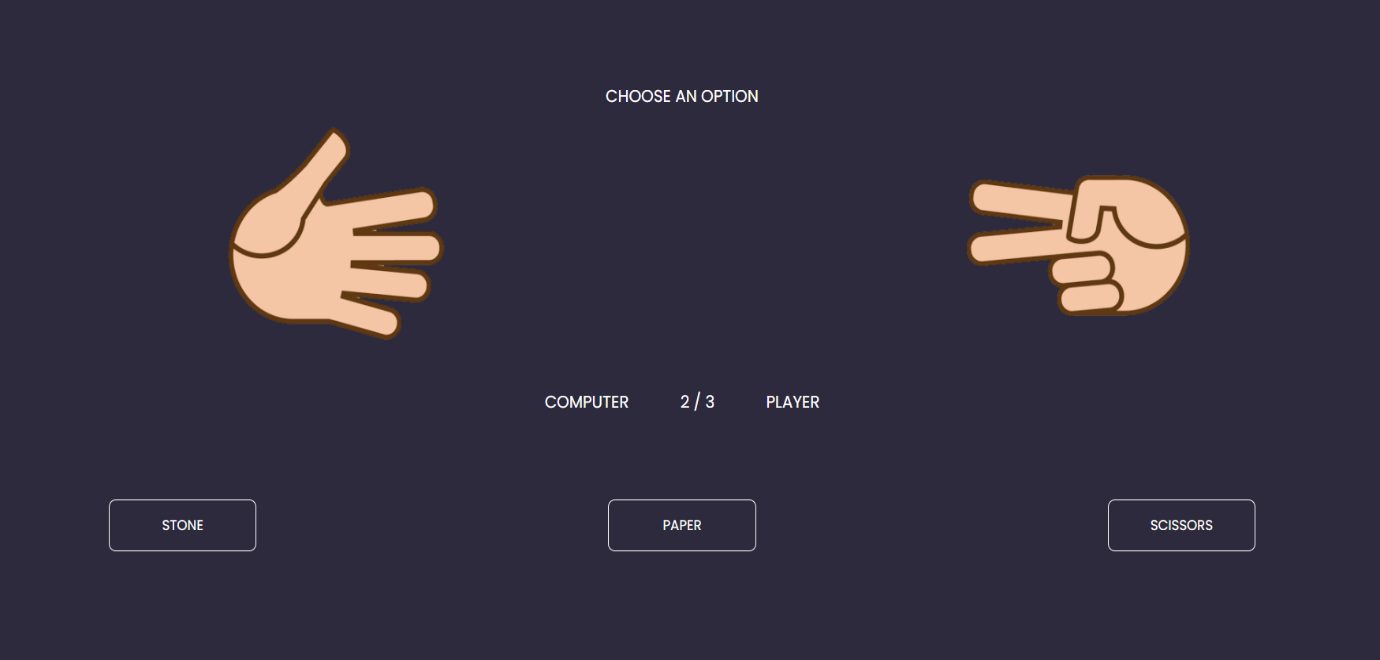 CHOOSE AN OPTION
COMPUTER 2 / 3 PLAYER
STONE PAPER SCISSORS